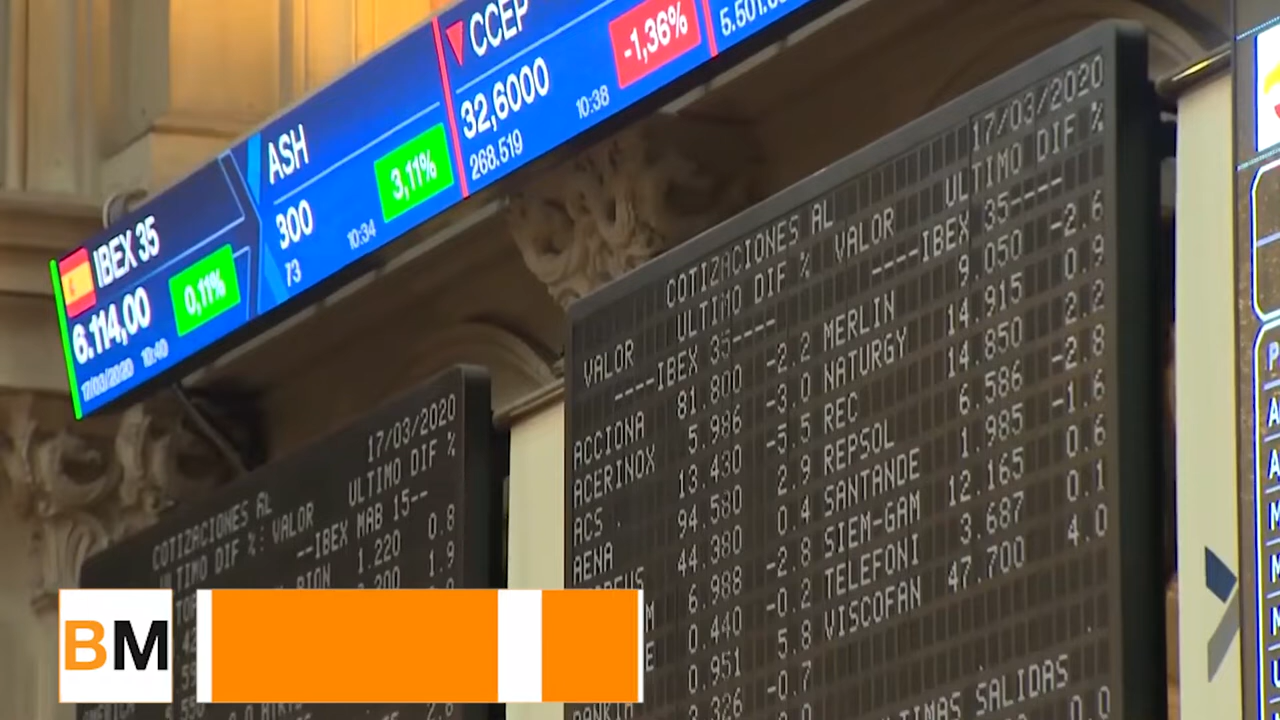 IBEX 35
6.114,00
0,11%
17/03/2020 10:40
ASH
300
3,11%
73
10:34
CCEP
32,6000
-1,36%
268.519
10:38
17/03/2020
COTIZACIONES AL
VALOR ULTIMO DIF % VALOR ULTIMO DIF %
----IBEX 35---- ----IBEX 35----
ACCIONA 81.800 -2.2 MERLIN 9.050 -2.6
ACERINOX 5.986 -3.0 NATURGY 14.915 0.9
ACS 13.430 -5.5 REC 14.850 2.2
AENA 94.580 2.9 REPSOL 6.586 -2.8
44.380 0.4 SANTANDE 1.985 -1.6
6.988 -2.8 SIEM-GAM 12.165 0.6
0.440 -0.2 TELEFONI 3.687 0.1
0.951 5.8 VISCOFAN 47.700 4.0
-0.7
SALIDAS
0.0
17/03/2020
COTIZACIONES AL
ULTIMO DIF % VALOR ULTIMO DIF %
--IBEX MAB 15--
1.220 0.8
1.9
BM